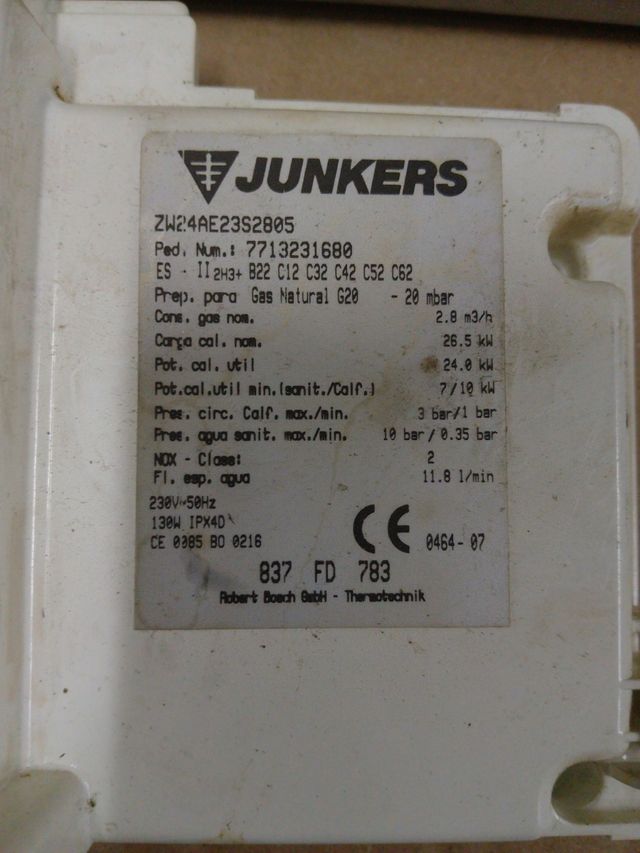 JUNKERS
ZW24AE23S2805
Ped. Num.: 7713231680
ES - II2H3+ B22 C12 C32 C42 C52 C62
Prep. para Gas Natural G20 - 20 mbar
Cons. gas nom. 2.8 m3/h
Carga cal. nom. 26.5 kW
Pot. cal. util 24.0 kW
Pot.cal.util min.(sanit./Calf.) 7/10 kW
Pres. circ. Calf. max./min. 3 bar/1 bar
Pres. agua sanit. max./min. 10 bar / 0.35 bar
NOX - Class: 2
Fl. esp. agua 11.8 l/min
230V~50Hz
130W IPX4D
CE 0085 BO 0216
CE 0464-07
837 FD 783
Robert Bosch GmbH - Thermotechnik